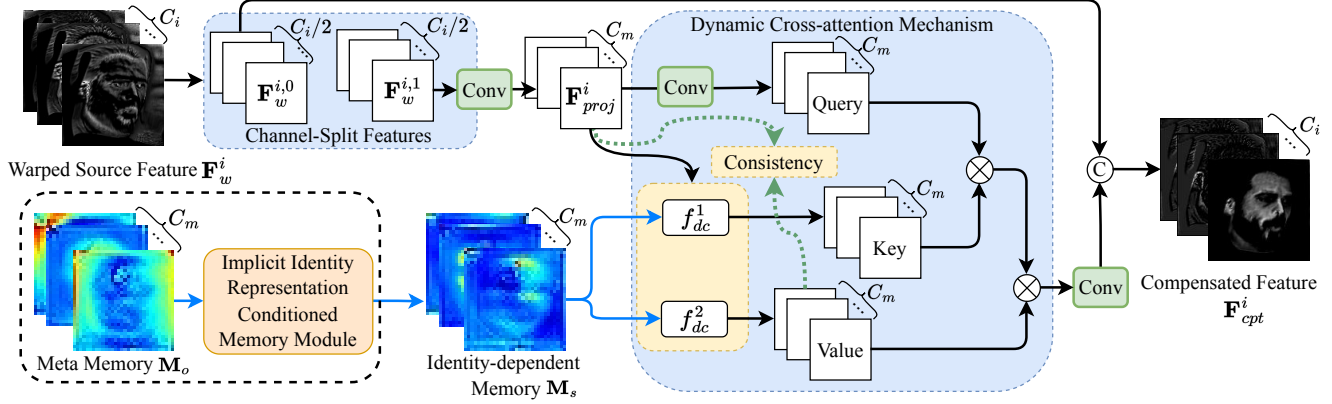 C_i
C_i/2
C_i/2
C_m
Dynamic Cross-attention Mechanism
C_m
F_w^{i,0}
F_w^{i,1}
Conv
F_{proj}^i
Conv
Query
Channel-Split Features
Warped Source Feature F_w^i
Consistency
C_i
C
C_m
C_m
f_{dc}^1
C_m
Key
Implicit Identity
Representation
Conditioned
Memory Module
Conv
Compensated Feature
F_{cpt}^i
C_m
f_{dc}^2
Value
Meta Memory M_o
Identity-dependent
Memory M_s